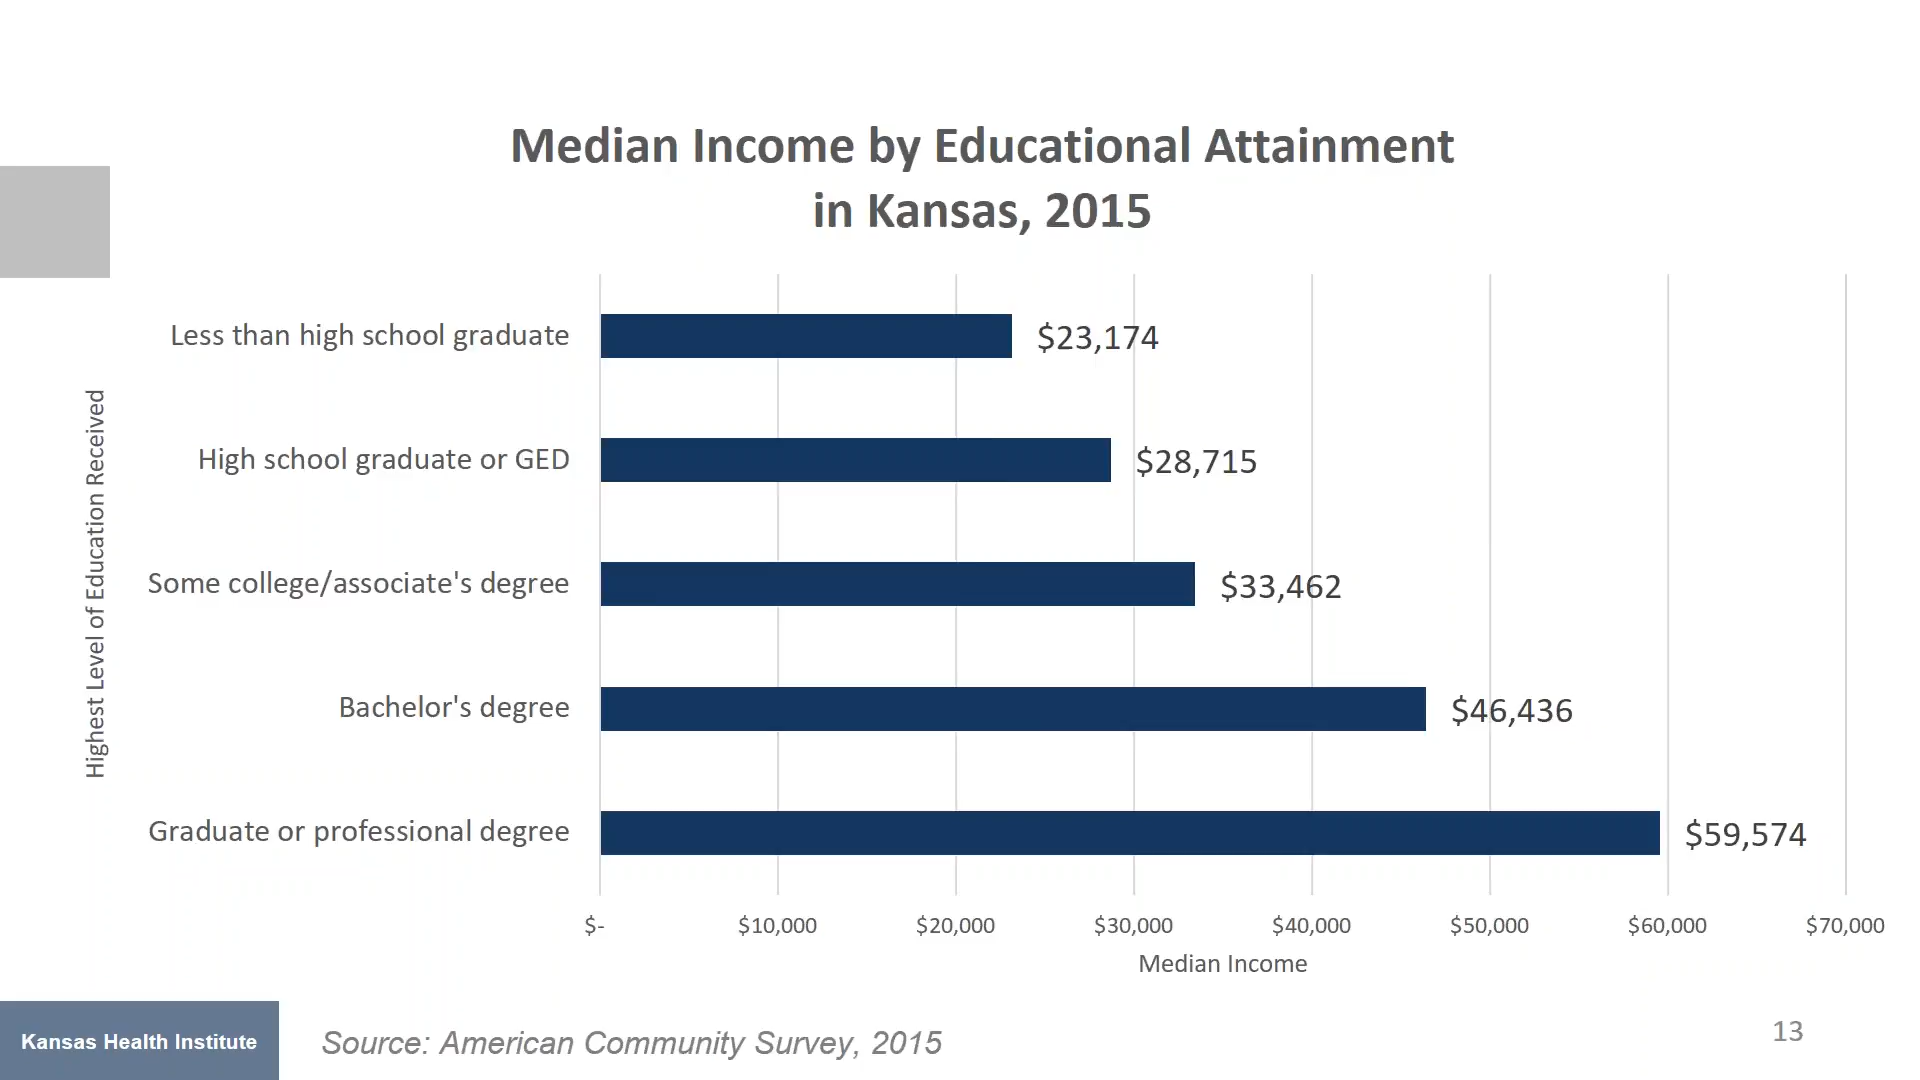 Median Income by Educational Attainment
in Kansas, 2015
Highest Level of Education Received
Less than high school graduate
$23,174
High school graduate or GED
$28,715
Some college/associate's degree
$33,462
Bachelor's degree
$46,436
Graduate or professional degree
$59,574
$- $10,000 $20,000 $30,000 $40,000 $50,000 $60,000 $70,000
Median Income
Kansas Health Institute
Source: American Community Survey, 2015
13